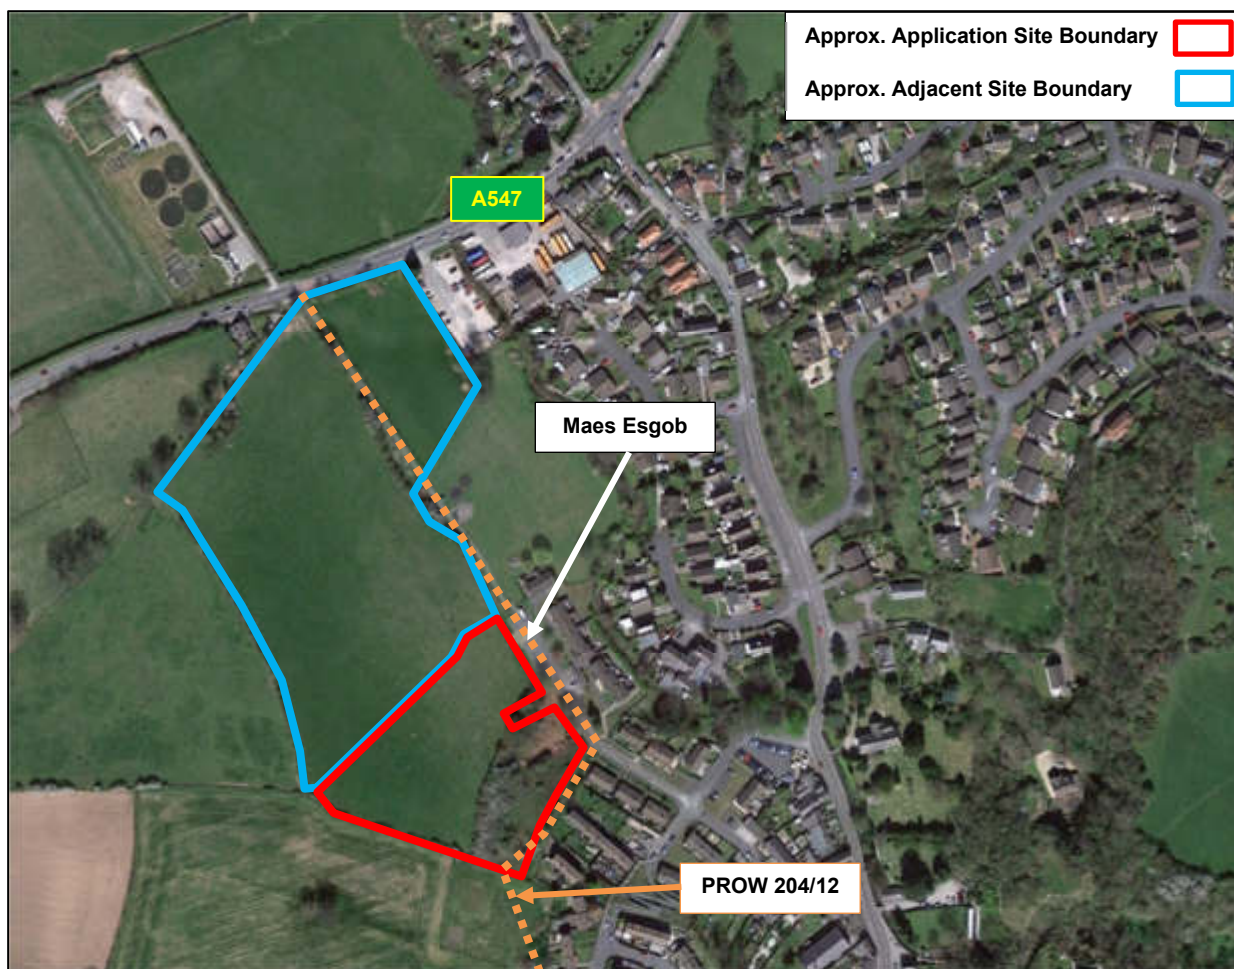 Approx. Application Site Boundary
Approx. Adjacent Site Boundary
A547
Maes Esgob
PROW 204/12